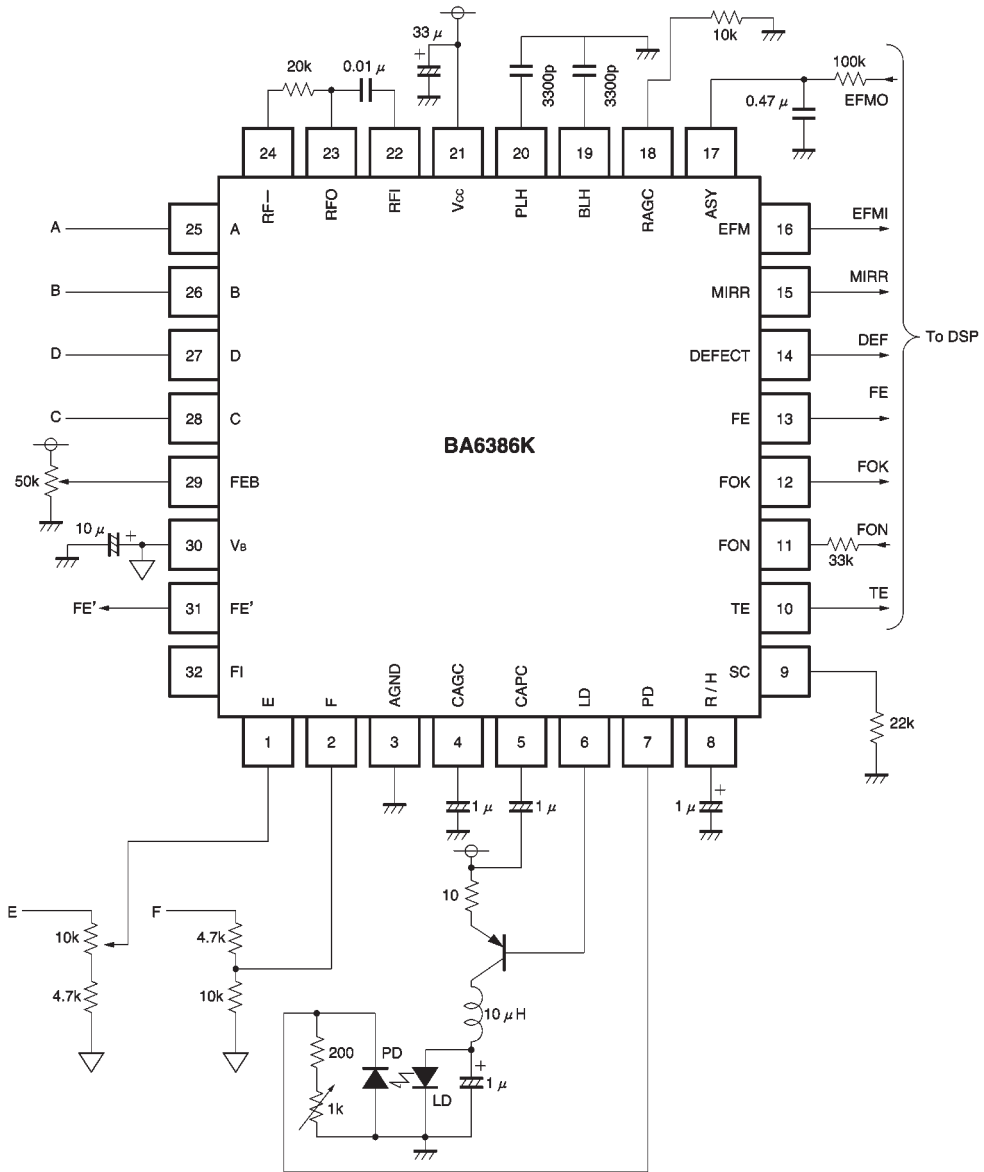 33 μ
10k
20k
0.01 μ
3300p
3300p
100k
0.47 μ
EFMO
24
23
22
21
20
19
18
17
RF−
RFO
RFI
Vcc
PLH
BLH
RAGC
ASY
A
25
A
EFM
16
EFMI
B
26
B
MIRR
15
MIRR
D
27
D
DEFECT
14
DEF
To DSP
C
28
C
FE
13
FE
BA6386K
50k
29
FEB
FOK
12
FOK
10 μ
+
30
VB
FON
11
FON
33k
FE'
31
FE'
TE
10
TE
32
FI
SC
9
22k
E
F
AGND
CAGC
CAPC
LD
PD
R / H
1
2
3
4
5
6
7
8
1 μ
1 μ
1 μ
+
10
E
10k
4.7k
F
4.7k
10k
10 μH
200
1k
PD
LD
+
1 μ
+